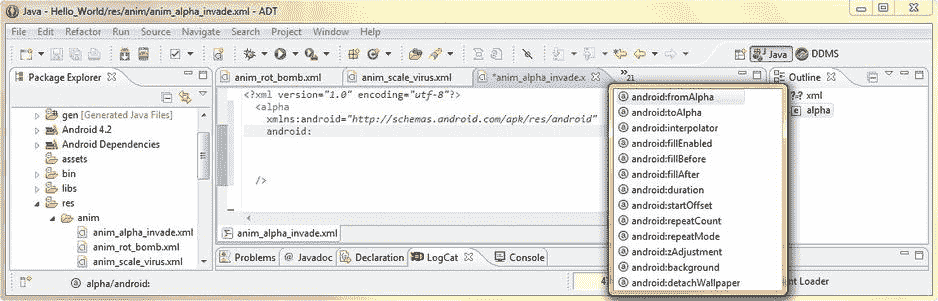 Java - Hello_World/res/anim/anim_alpha_invade.xml - ADT
File Edit Refactor Run Source Navigate Search Project Window Help
Java DDMS
Package Explorer
gen [Generated Java Files]
Android 4.2
Android Dependencies
assets
bin
libs
res
anim
anim_alpha_invade.xml
anim_rot_bomb.xml
anim_scale_virus.xml
anim_rot_bomb.xml anim_scale_virus.xml *anim_alpha_invade.x »21
<?xml version="1.0" encoding="utf-8"?>
<alpha
xmlns:android="http://schemas.android.com/apk/res/android"
android:
/>
anim_alpha_invade.xml
android:fromAlpha
android:toAlpha
android:interpolator
android:fillEnabled
android:fillBefore
android:fillAfter
android:duration
android:startOffset
android:repeatCount
android:repeatMode
android:zAdjustment
android:background
android:detachWallpaper
Outline
?-? xml
e alpha
Problems @ Javadoc Declaration LogCat Console
alpha/android:
Loader